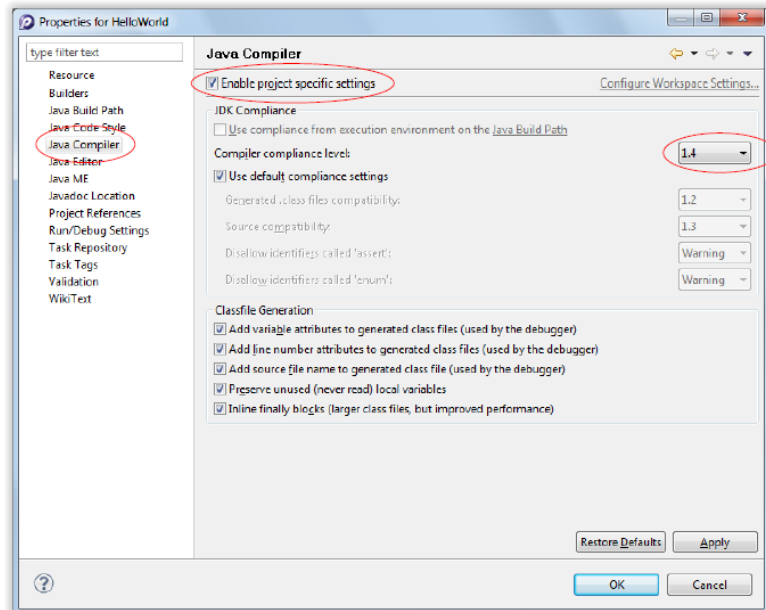 Properties for HelloWorld
type filter text
Resource
Builders
Java Build Path
Java Code Style
Java Compiler
Java Editor
Java ME
Javadoc Location
Project References
Run/Debug Settings
Task Repository
Task Tags
Validation
WikiText
Java Compiler
Enable project specific settings
Configure Workspace Settings...
JDK Compliance
Use compliance from execution environment on the Java Build Path
Compiler compliance level: 1.4
Use default compliance settings
Generated .class files compatibility: 1.2
Source compatibility: 1.3
Disallow identifiers called 'assert': Warning
Disallow identifiers called 'enum': Warning
Classfile Generation
Add variable attributes to generated class files (used by the debugger)
Add line number attributes to generated class files (used by the debugger)
Add source file name to generated class file (used by the debugger)
Preserve unused (never read) local variables
Inline finally blocks (larger class files, but improved performance)
Restore Defaults
Apply
OK
Cancel